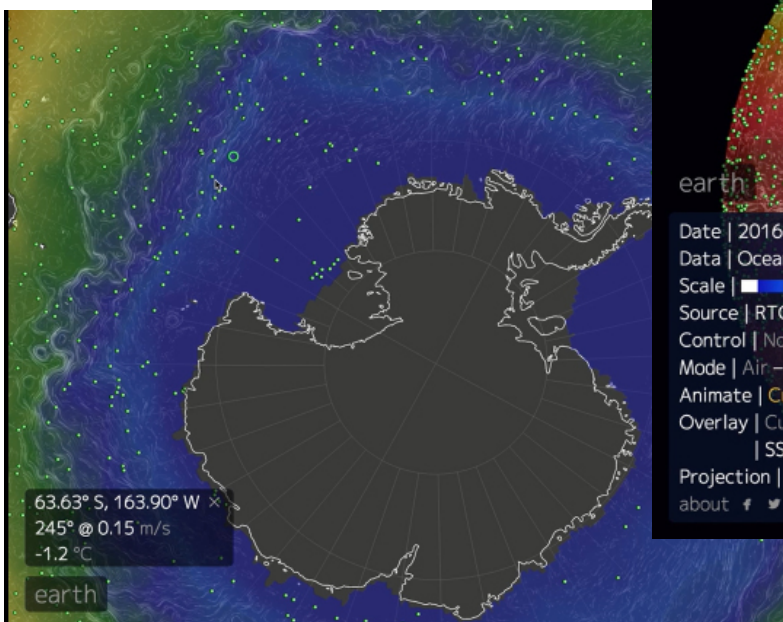 63.63° S, 163.90° W ×
245° @ 0.15 m/s
-1.2 °C
earth
earth
Date | 2016
Data | Ocea
Scale |
Source | RTG
Control | No
Mode | Air –
Animate | Cu
Overlay | Cu
| SS
Projection |
about f